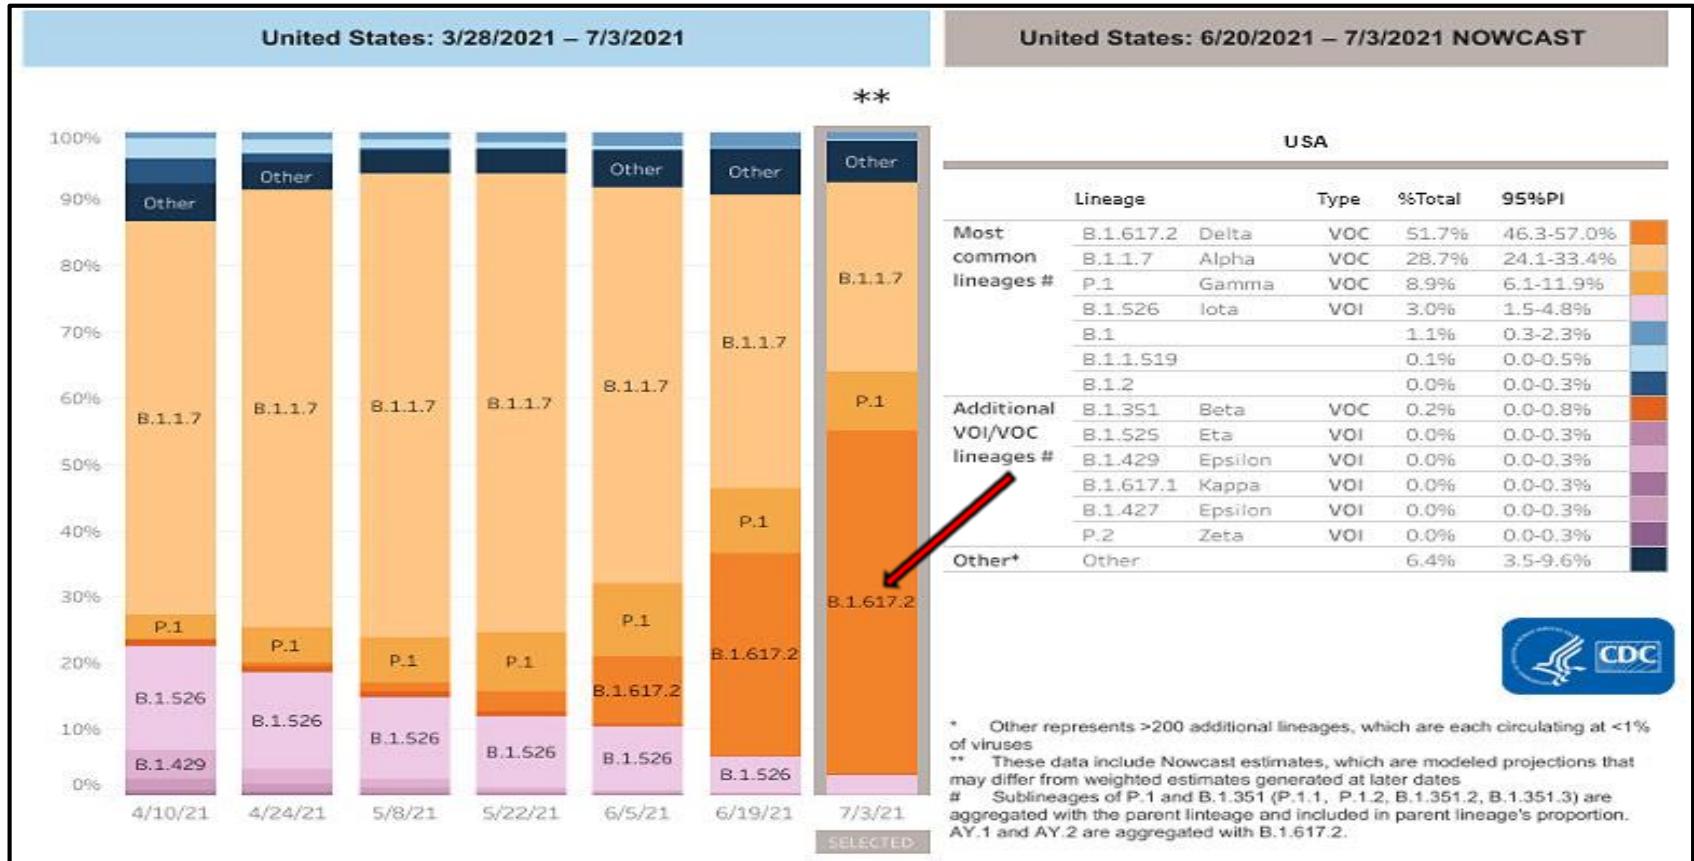 United States: 3/28/2021 – 7/3/2021
United States: 6/20/2021 – 7/3/2021 NOWCAST
**
100%
90%
80%
70%
60%
50%
40%
30%
20%
10%
0%
Other
B.1.1.7
P.1
B.1.526
B.1.429
4/10/21
Other
B.1.1.7
P.1
B.1.526
4/24/21
B.1.1.7
P.1
B.1.526
5/8/21
B.1.1.7
P.1
B.1.526
5/22/21
Other
B.1.1.7
P.1
B.1.617.2
B.1.526
6/5/21
Other
B.1.1.7
P.1
B.1.617.2
B.1.526
6/19/21
Other
B.1.1.7
P.1
B.1.617.2
7/3/21
SELECTED
USA
Lineage Type %Total 95%PI
Most B.1.617.2 Delta VOC 51.7% 46.3-57.0%
common B.1.1.7 Alpha VOC 28.7% 24.1-33.4%
lineages # P.1 Gamma VOC 8.9% 6.1-11.9%
B.1.526 Iota VOI 3.0% 1.5-4.8%
B.1 1.1% 0.3-2.3%
B.1.1.519 0.1% 0.0-0.5%
B.1.2 0.0% 0.0-0.3%
Additional B.1.351 Beta VOC 0.2% 0.0-0.8%
VOI/VOC B.1.525 Eta VOI 0.0% 0.0-0.3%
lineages # B.1.429 Epsilon VOI 0.0% 0.0-0.3%
B.1.617.1 Kappa VOI 0.0% 0.0-0.3%
B.1.427 Epsilon VOI 0.0% 0.0-0.3%
P.2 Zeta VOI 0.0% 0.0-0.3%
Other* Other 6.4% 3.5-9.6%
CDC
* Other represents >200 additional lineages, which are each circulating at <1%
of viruses
** These data include Nowcast estimates, which are modeled projections that
may differ from weighted estimates generated at later dates
# Sublineages of P.1 and B.1.351 (P.1.1, P.1.2, B.1.351.2, B.1.351.3) are
aggregated with the parent linteage and included in parent lineage's proportion.
AY.1 and AY.2 are aggregated with B.1.617.2.